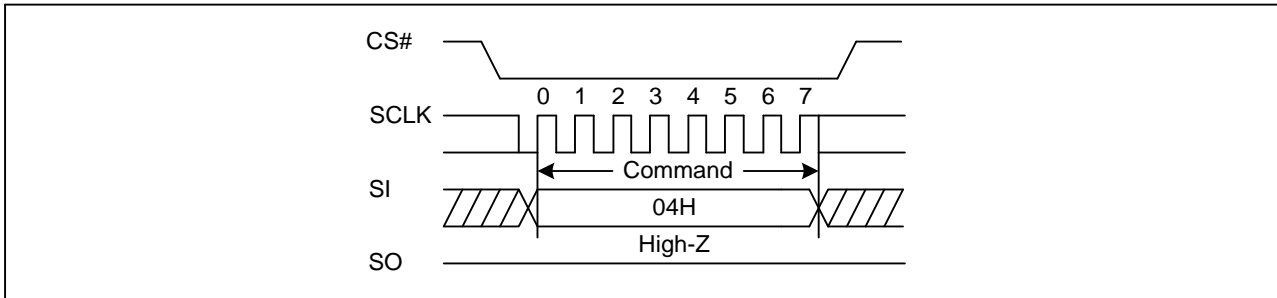 CS#
0 1 2 3 4 5 6 7
SCLK
Command
SI
04H
High-Z
SO